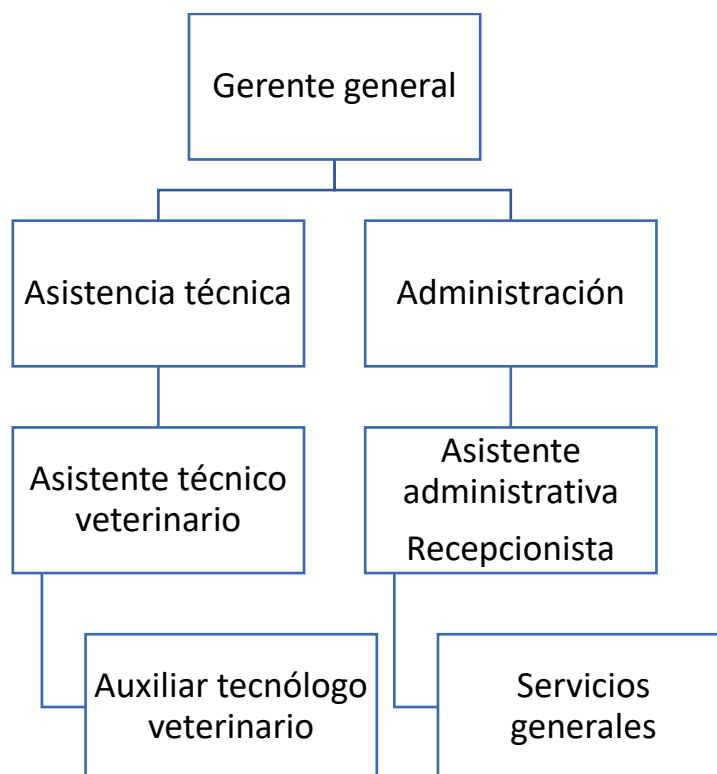 Gerente general
Asistencia técnica
Administración
Asistente técnico
veterinario
Asistente
administrativa
Recepcionista
Auxiliar tecnólogo
veterinario
Servicios
generales